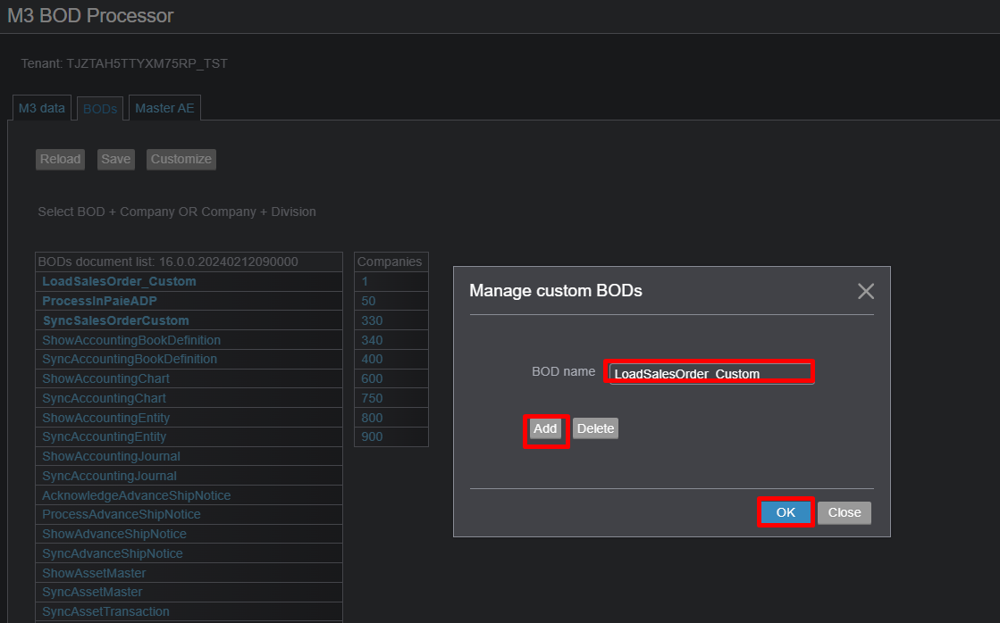 M3 BOD Processor
Tenant: TJZTAH5TTYXM75RP_TST
M3 data BODs Master AE
Reload Save Customize
Select BOD + Company OR Company + Division
BODs document list: 16.0.0.20240212090000
LoadSalesOrder_Custom
ProcessInPaieADP
SyncSalesOrderCustom
ShowAccountingBookDefinition
SyncAccountingBookDefinition
ShowAccountingChart
SyncAccountingChart
ShowAccountingEntity
SyncAccountingEntity
ShowAccountingJournal
SyncAccountingJournal
AcknowledgeAdvanceShipNotice
ProcessAdvanceShipNotice
ShowAdvanceShipNotice
SyncAdvanceShipNotice
ShowAssetMaster
SyncAssetMaster
SyncAssetTransaction
Companies
1
50
330
340
400
600
750
800
900
Manage custom BODs
BOD name LoadSalesOrder_Custom
Add Delete
OK Close